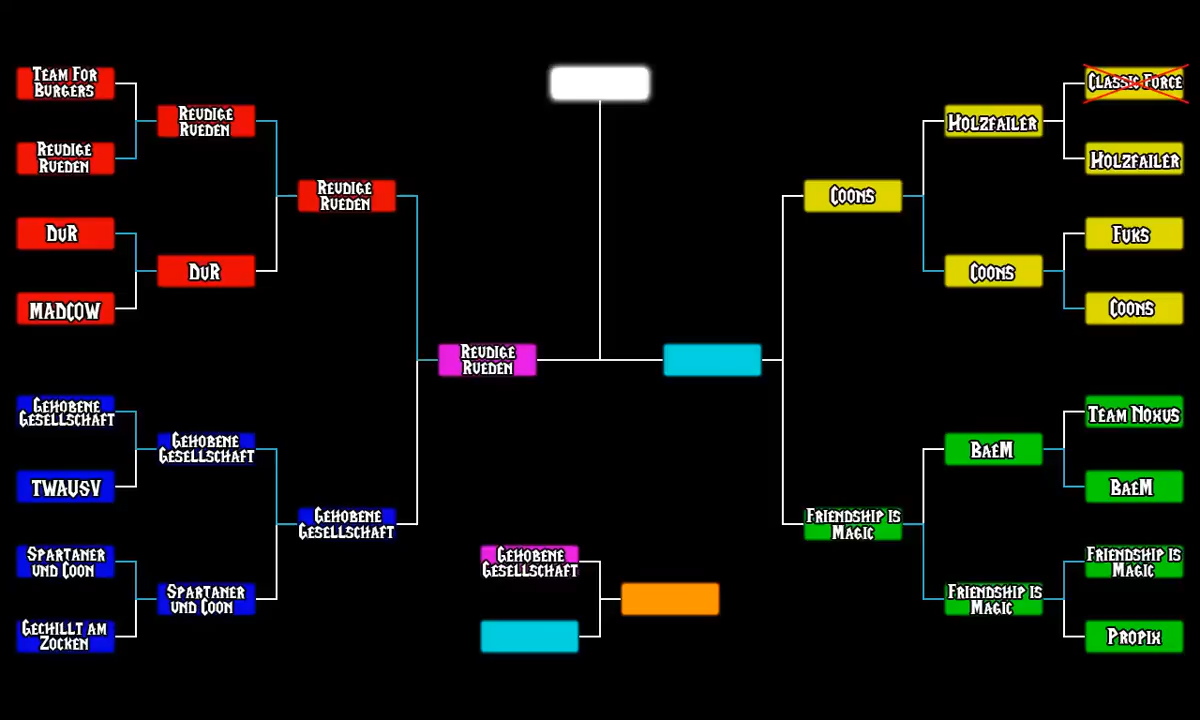 Team For
Burgers
Reudige
Rueden
DuR
MADCOW
Gehobene
Gesellschaft
TWAUSV
Spartaner
und Coon
Gechillt am
Zocken
Reudige
Rueden
DuR
Gehobene
Gesellschaft
Spartaner
und Coon
Reudige
Rueden
Gehobene
Gesellschaft
Reudige
Rueden
Gehobene
Gesellschaft
Coons
Friendship is
Magic
Holzfailer
Coons
BaeM
Friendship is
Magic
Classic Force
Holzfailer
Fuks
Coons
Team Noxus
BaeM
Friendship is
Magic
Propix